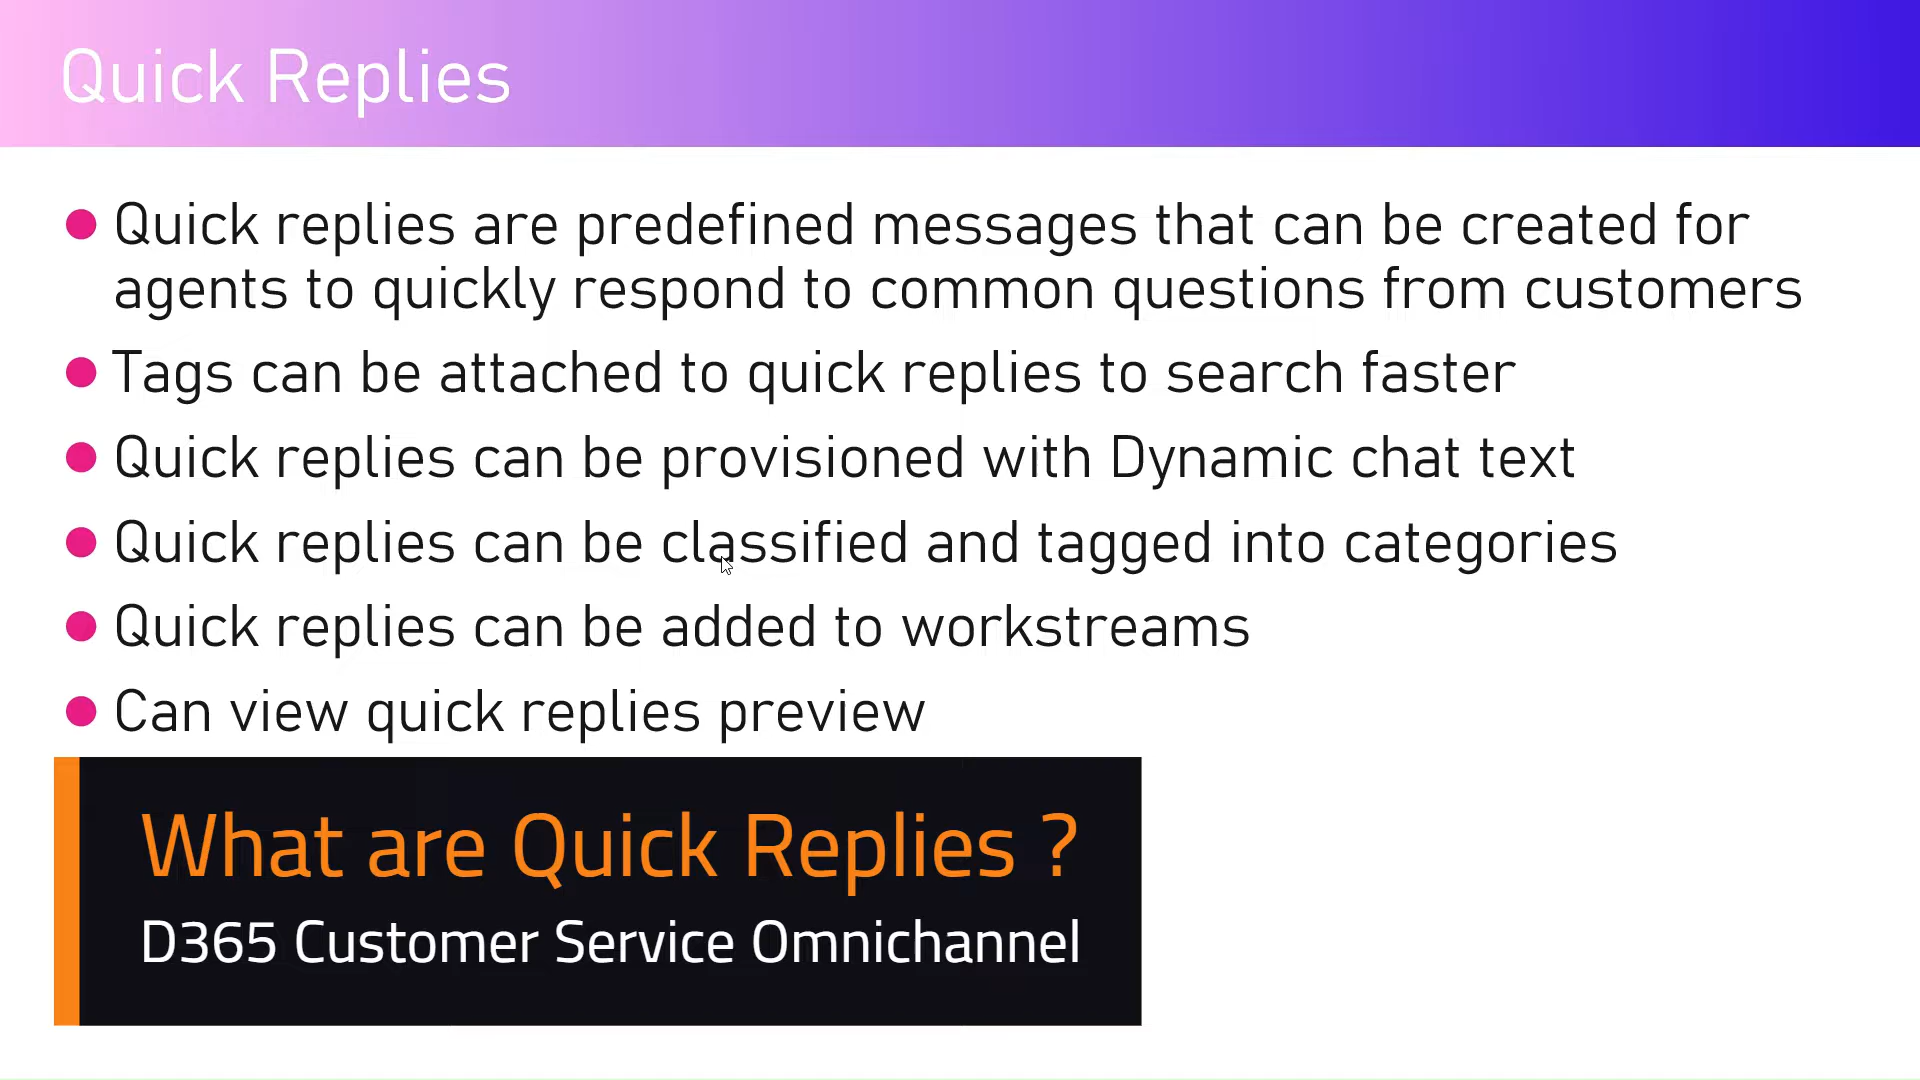 Quick Replies
Quick replies are predefined messages that can be created for
agents to quickly respond to common questions from customers
Tags can be attached to quick replies to search faster
Quick replies can be provisioned with Dynamic chat text
Quick replies can be classified and tagged into categories
Quick replies can be added to workstreams
Can view quick replies preview
What are Quick Replies ?
D365 Customer Service Omnichannel